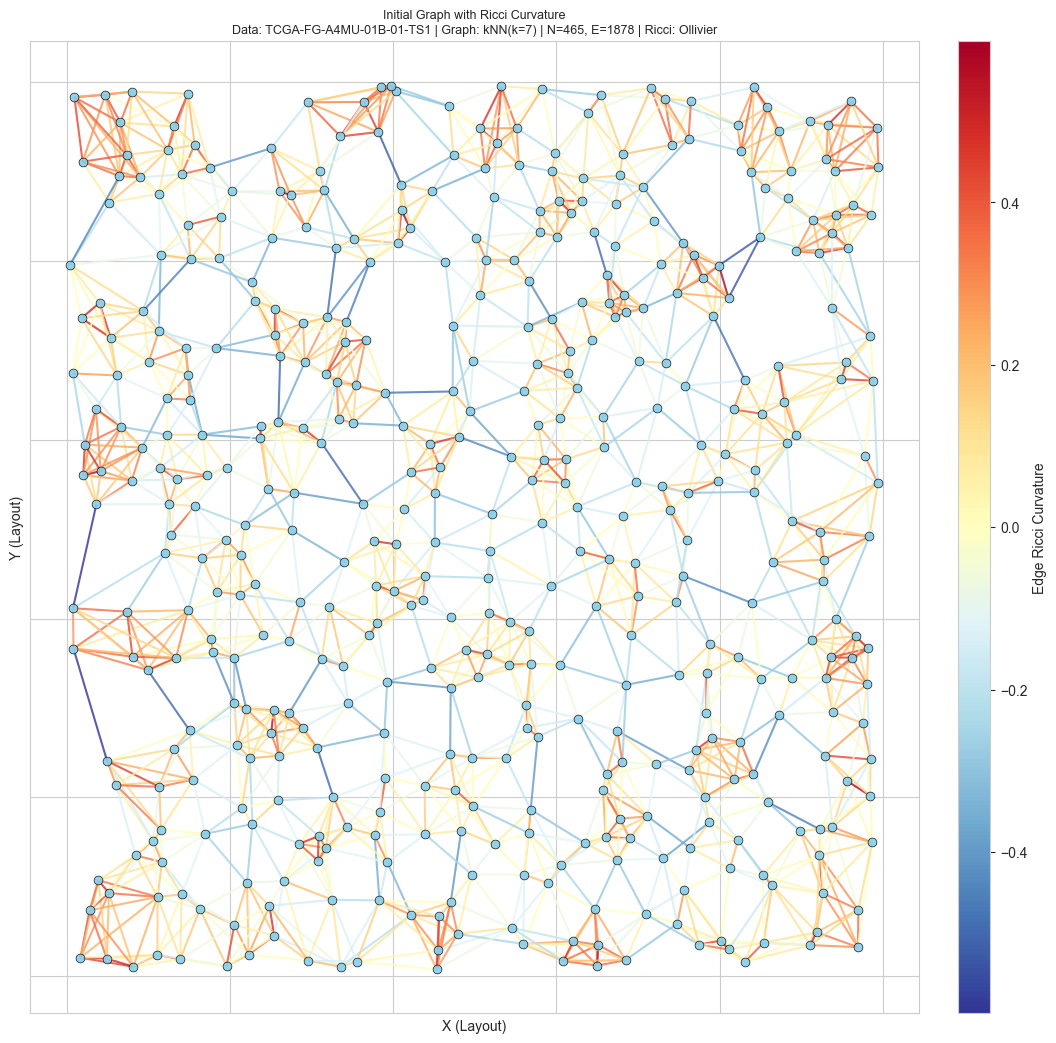 Initial Graph with Ricci Curvature
Data: TCGA-FG-A4MU-01B-01-TS1 | Graph: kNN(k=7) | N=465, E=1878 | Ricci: Ollivier
Y (Layout)
X (Layout)
0.4
0.2
0.0
−0.2
−0.4
Edge Ricci Curvature